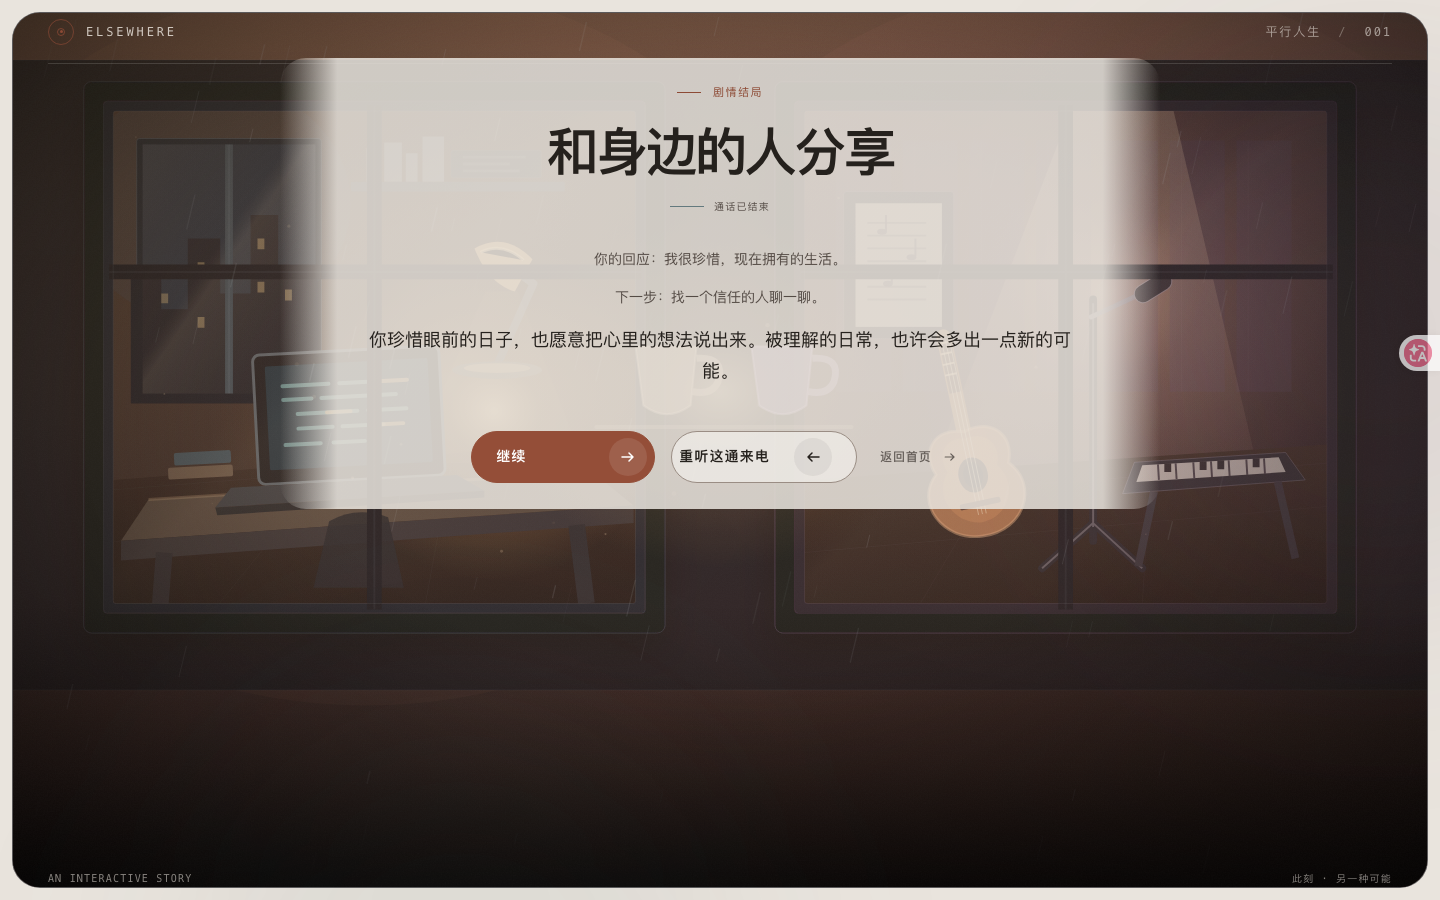 ELSEWHERE
平行人生 / 001
剧情结局
和身边的人分享
通话已结束
你的回应：我很珍惜，现在拥有的生活。
下一步：找一个信任的人聊一聊。
你珍惜眼前的日子，也愿意把心里的想法说出来。被理解的日常，也许会多出一点新的可
能。
继续
重听这通来电
返回首页
AN INTERACTIVE STORY
此刻 · 另一种可能